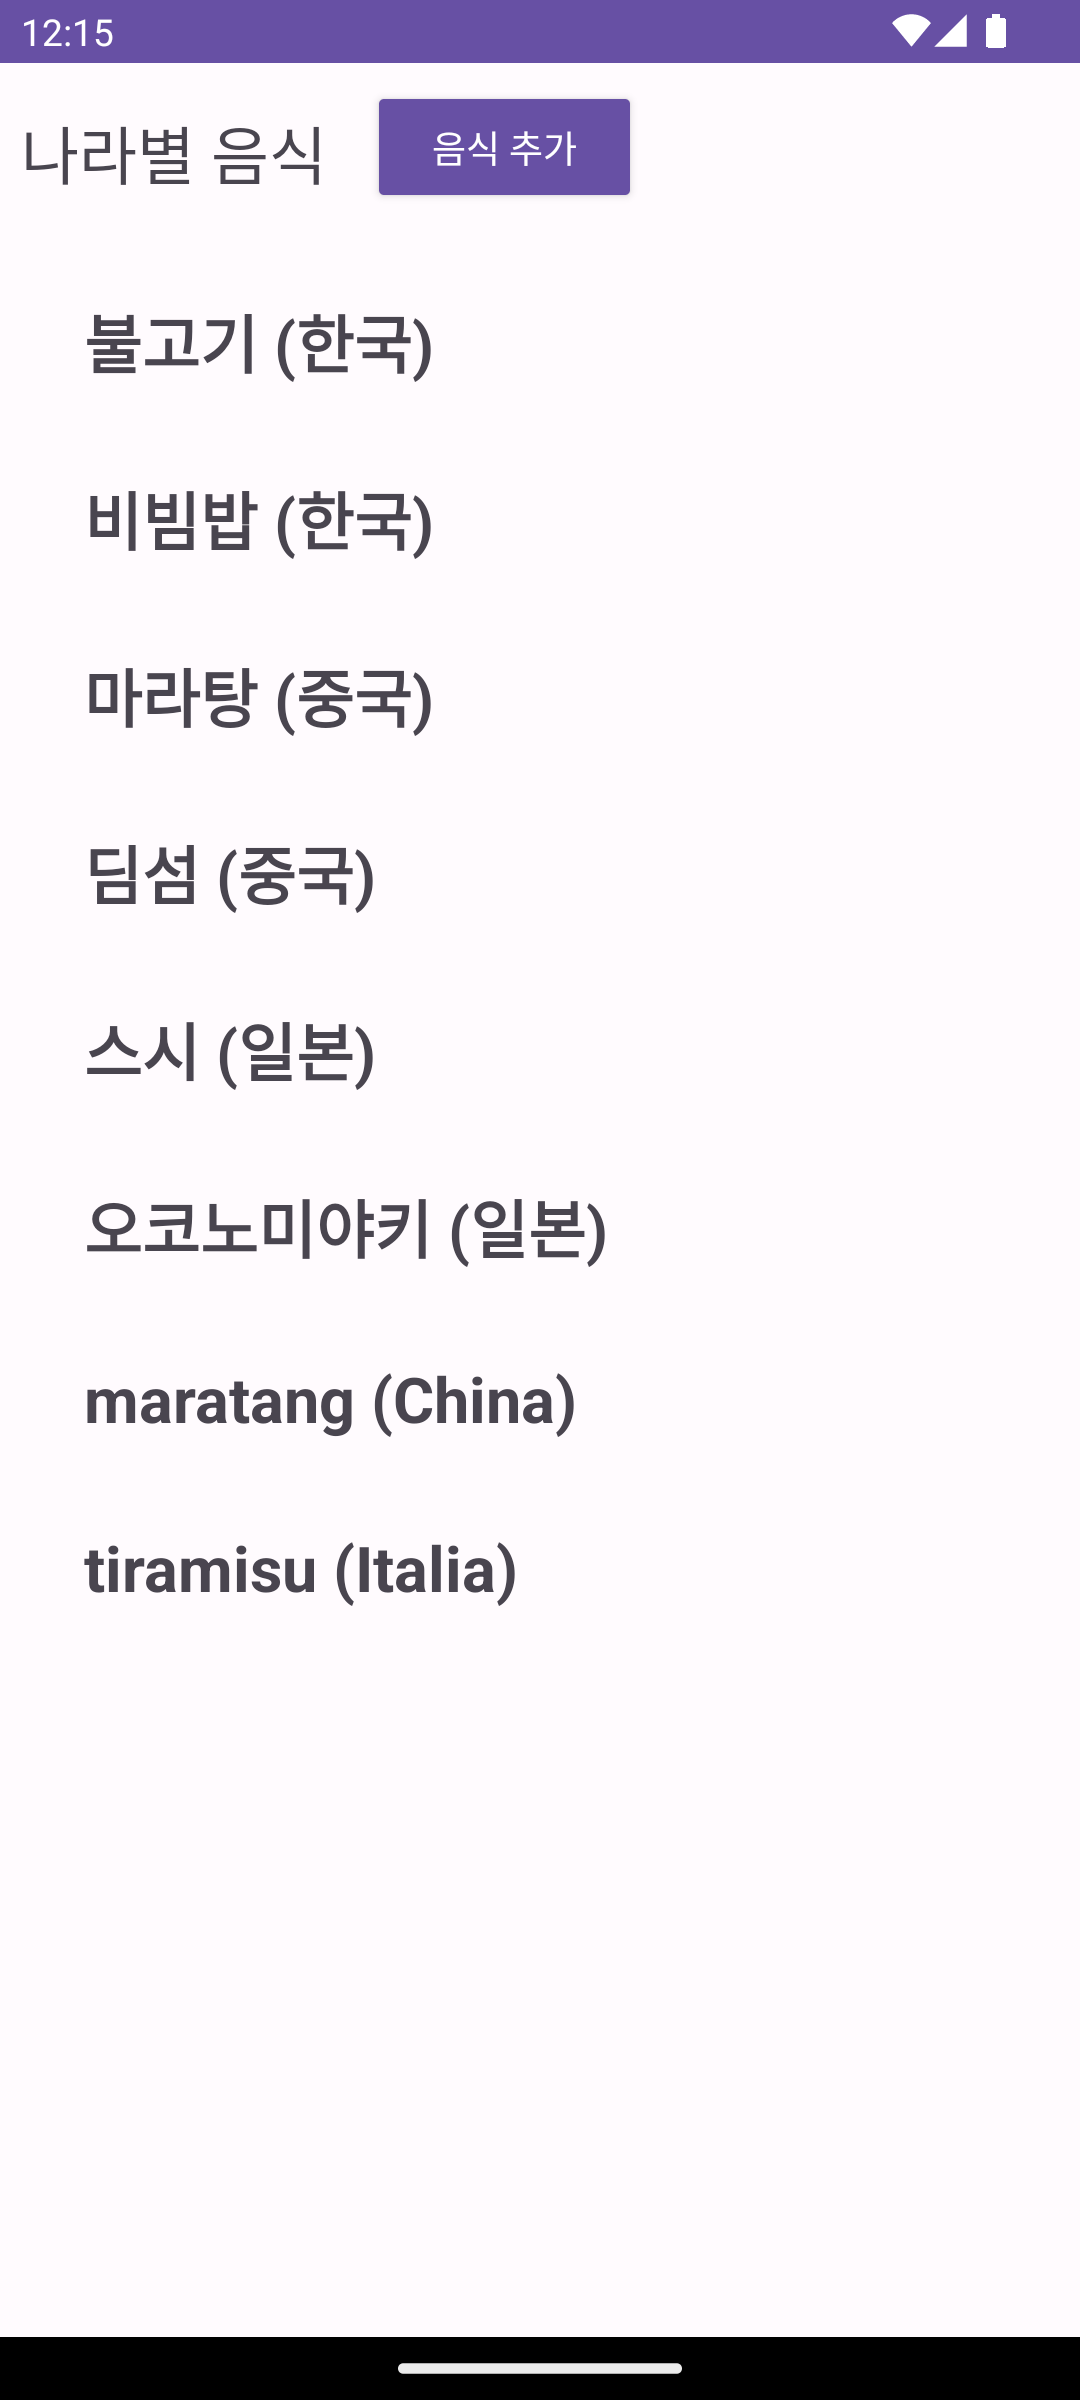 12:15
나라별 음식
음식 추가
불고기 (한국)
비빔밥 (한국)
마라탕 (중국)
딤섬 (중국)
스시 (일본)
오코노미야키 (일본)
maratang (China)
tiramisu (Italia)